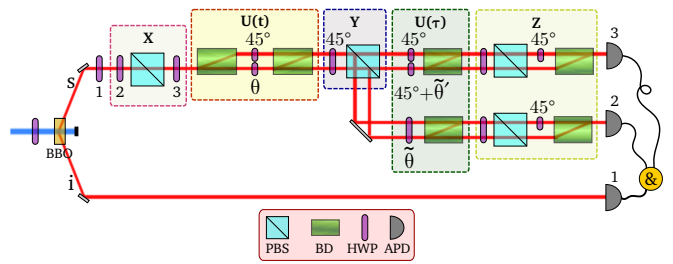 X
U(t)
Y
U(τ)
Z
45°
45°
45°
45°
3
s
1
2
3
θ
45°+θ̃′
2
45°
BBO
θ̃
&
i
1
PBS
BD
HWP
APD